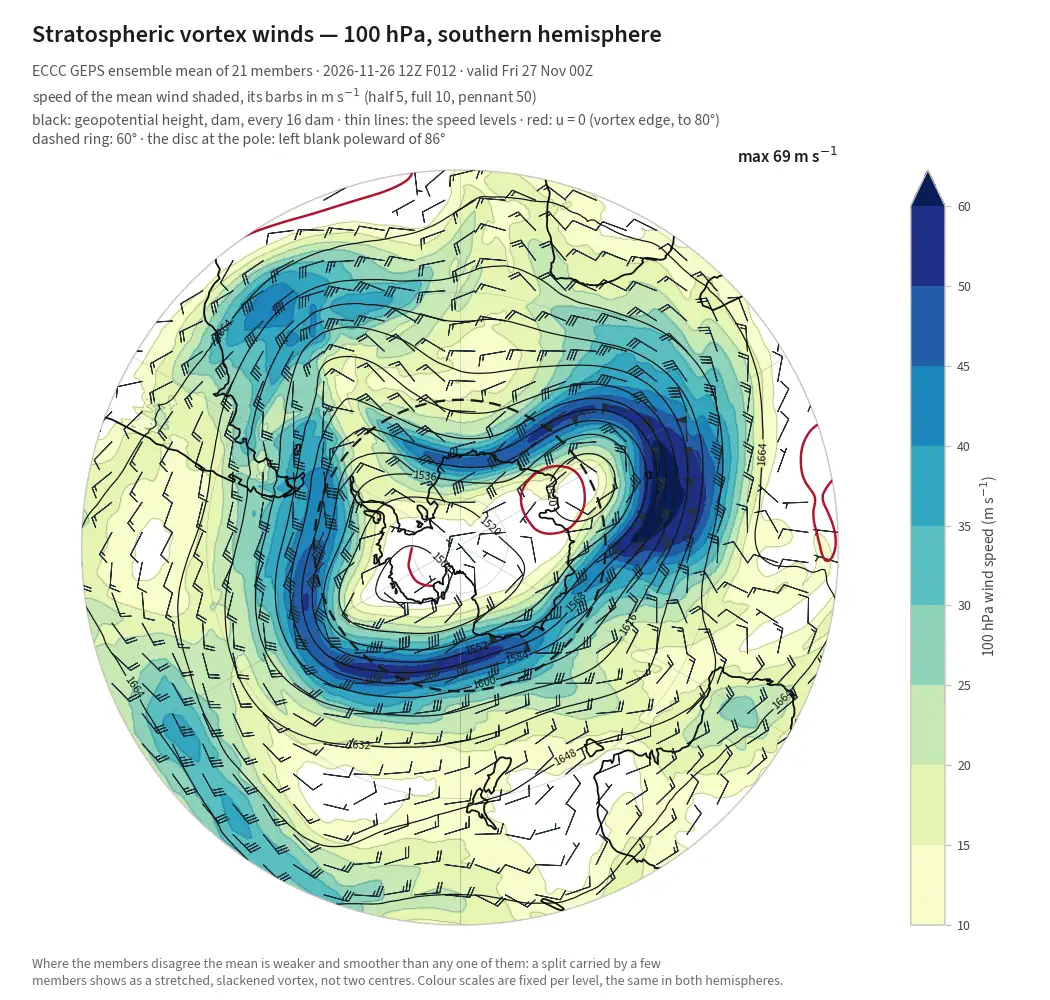 Stratospheric vortex winds — 100 hPa, southern hemisphere
ECCC GEPS ensemble mean of 21 members · 2026-11-26 12Z F012 · valid Fri 27 Nov 00Z
speed of the mean wind shaded, its barbs in m s⁻¹ (half 5, full 10, pennant 50)
black: geopotential height, dam, every 16 dam · thin lines: the speed levels · red: u = 0 (vortex edge, to 80°)
dashed ring: 60° · the disc at the pole: left blank poleward of 86°
max 69 m s⁻¹
60
50
45
40
35
30
25
20
15
10
100 hPa wind speed (m s⁻¹)
1664
1536
1520
1568
1616
1552
1584
1600
1664
1632
1648
Where the members disagree the mean is weaker and smoother than any one of them: a split carried by a few
members shows as a stretched, slackened vortex, not two centres. Colour scales are fixed per level, the same in both hemispheres.